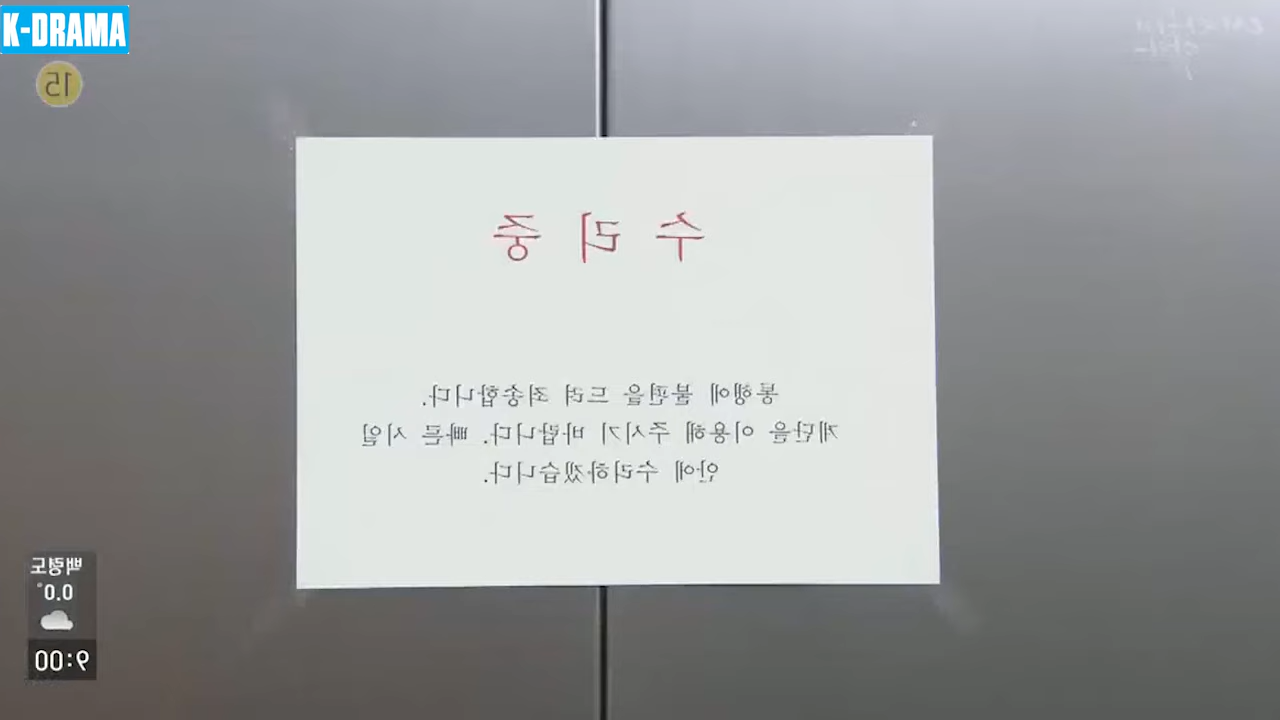 K-DRAMA
15
수리중
통행에 불편을 드려 죄송합니다.
계단을 이용해 주시기 바랍니다. 빠른 시일
안에 수리하겠습니다.
백령도
0.0°
9:00